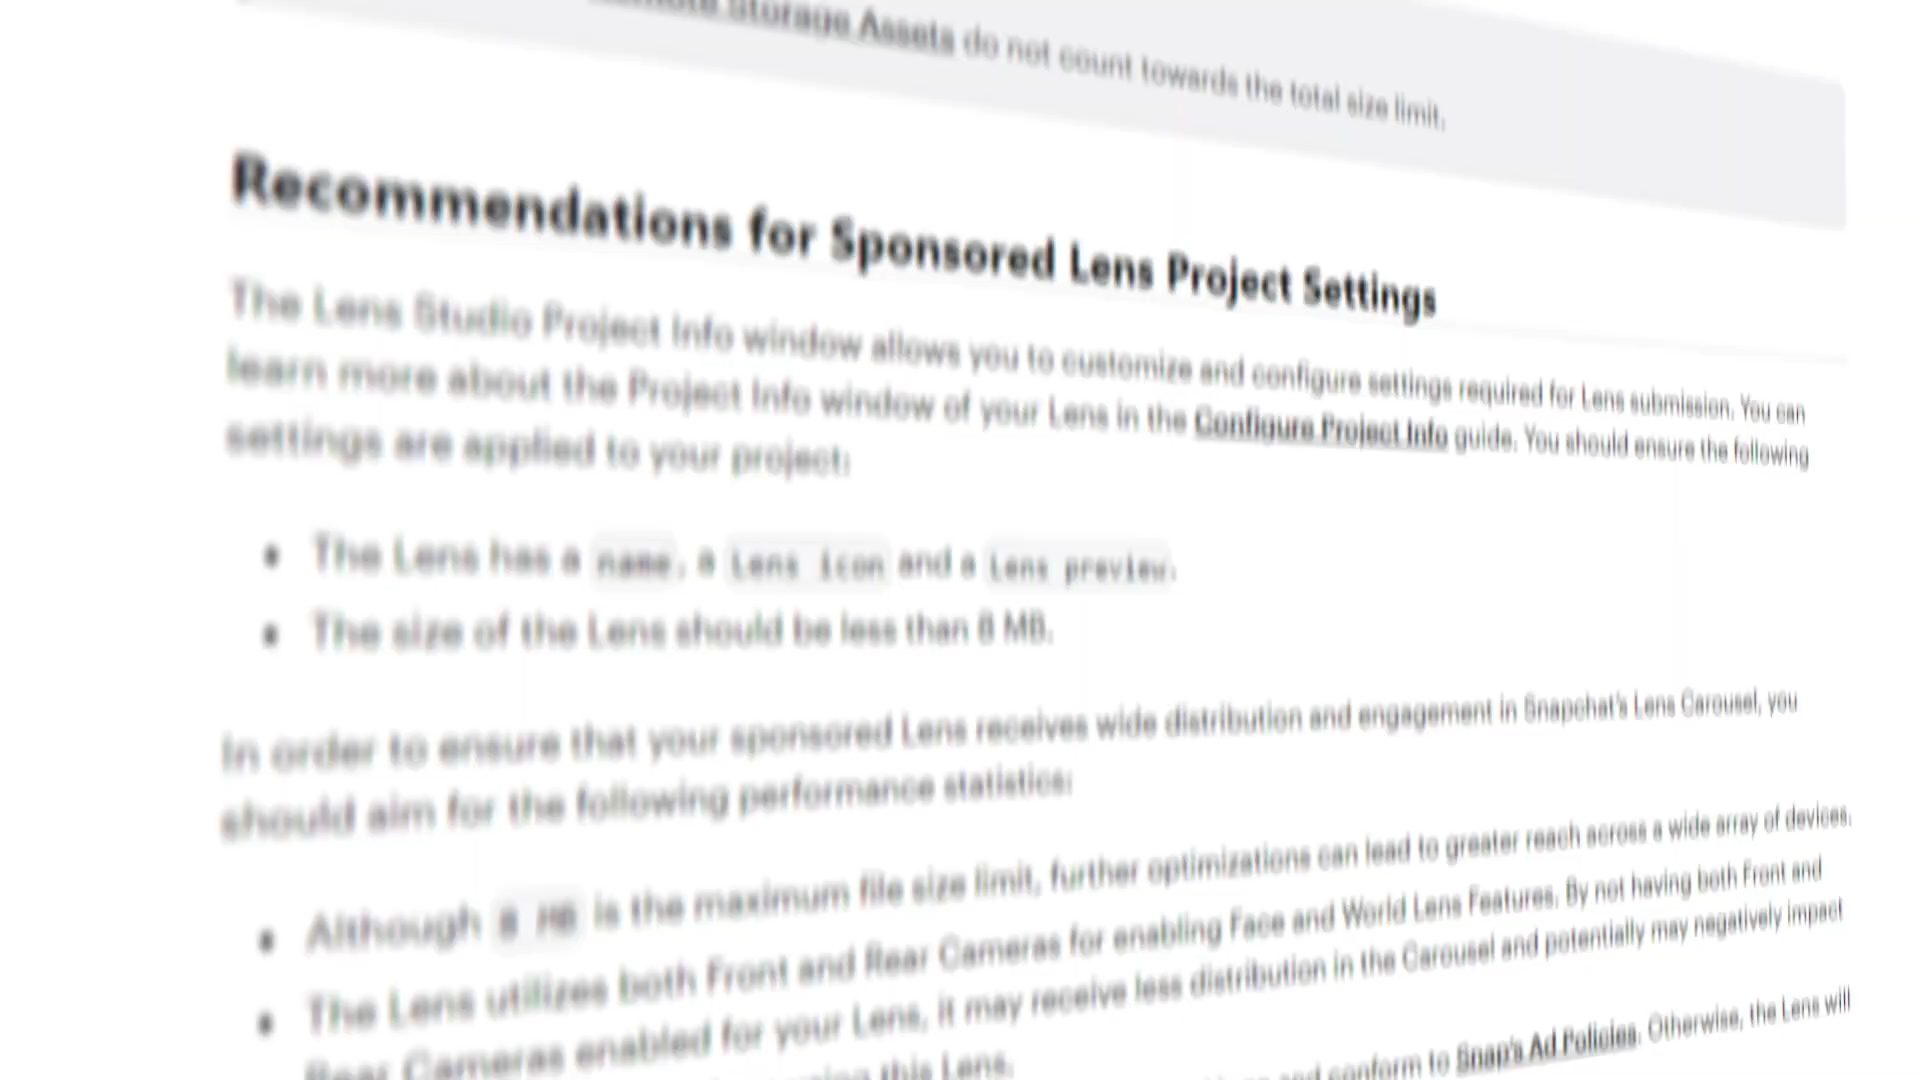 Storage Assets do not count towards the total size limit.
Recommendations for Sponsored Lens Project Settings
The Lens Studio Project Info window allows you to customize and configure settings required for Lens submission. You can
learn more about the Project Info window of your Lens in the Configure Project Info guide. You should ensure the following
settings are applied to your project:
The Lens has a name, a Lens icon and a Lens preview.
The size of the Lens should be less than 8 MB.
In order to ensure that your sponsored Lens receives wide distribution and engagement in Snapchat's Lens Carousel, you
should aim for the following performance statistics:
Although 8 MB is the maximum file size limit, further optimizations can lead to greater reach across a wide array of devices.
The Lens utilizes both Front and Rear Cameras for enabling Face and World Lens Features. By not having both Front and
Rear Cameras enabled for your Lens, it may receive less distribution in the Carousel and potentially may negatively impact
using this Lens.
and conform to Snap's Ad Policies. Otherwise, the Lens will